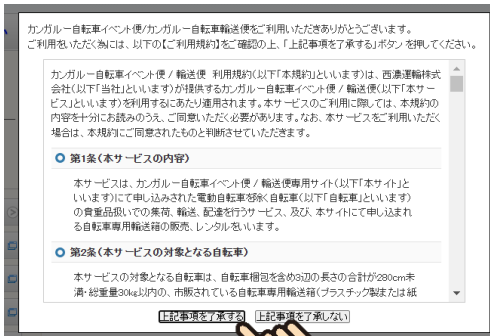 カンガルー自転車イベント便/カンガルー自転車輸送便をご利用いただきありがとうございます。
ご利用をいただく為には、以下の【ご利用規約】をご確認の上、「上記事項を了承する」ボタンを押してください。
カンガルー自転車イベント便 / 輸送便 利用規約(以下「本規約」といいます)は、西濃運輸株式
会社(以下「当社」といいます)が提供するカンガルー自転車イベント便 / 輸送便(以下「本サー
ビス」といいます)を利用するにあたり適用されます。本サービスのご利用に際しては、本規約の
内容を十分にお読みのうえ、ご同意いただく必要があります。なお、本サービスをご利用いただく
場合は、本規約にご同意されたものと判断させていただきます。
第1条(本サービスの内容)
本サービスは、カンガルー自転車イベント便 / 輸送便専用サイト(以下「本サイト」と
いいます)にて申し込みされた電動自転車を除く自転車(以下「自転車」といいます)
の貴重品扱いでの集荷、輸送、配達を行うサービス、及び、本サイトにて申し込まれ
る自転車専用輸送箱の販売、レンタルをいいます。
第2条(本サービスの対象となる自転車)
本サービスの対象となる自転車は、自転車梱包を含め3辺の長さの合計が280cm未
満・総重量30kg以内の、市販されている自転車専用輸送箱(プラスチック製または紙
上記事項を了承する 上記事項を了承しない